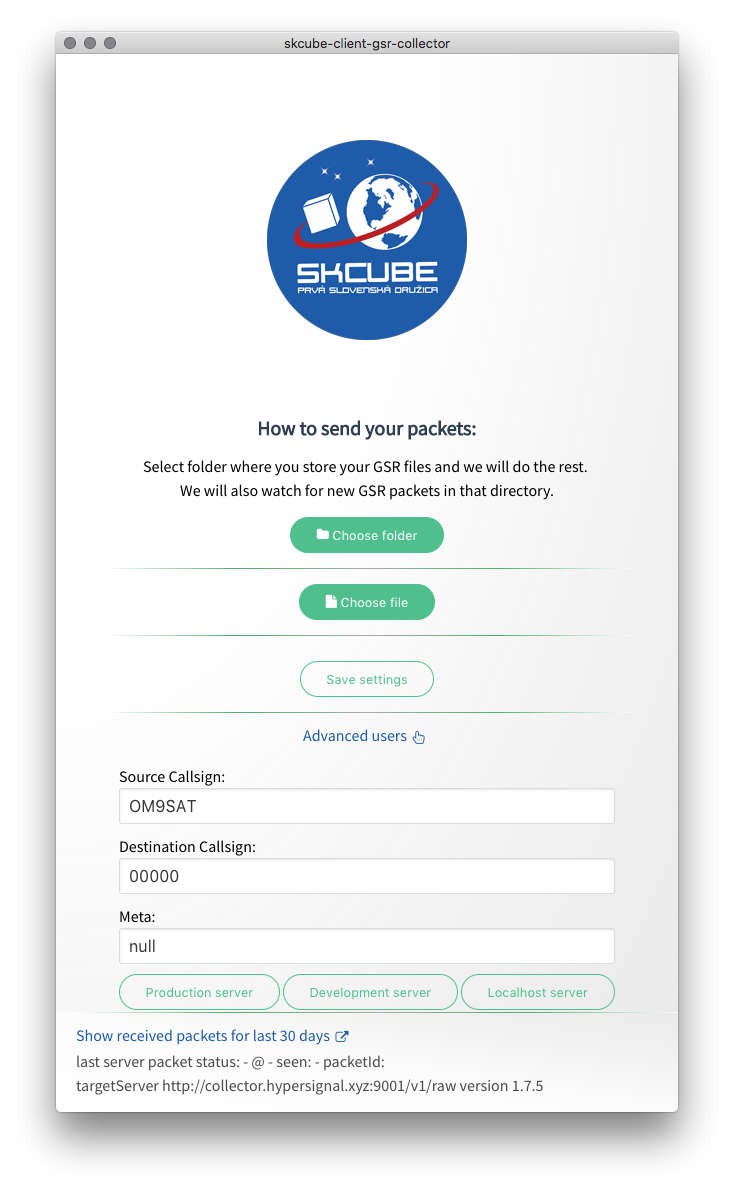 skcube-client-gsr-collector
SKCUBE
PRVÁ SLOVENSKÁ DRUŽICA
How to send your packets:
Select folder where you store your GSR files and we will do the rest.
We will also watch for new GSR packets in that directory.
Choose folder
Choose file
Save settings
Advanced users
Source Callsign:
OM9SAT
Destination Callsign:
00000
Meta:
null
Production server Development server Localhost server
Show received packets for last 30 days
last server packet status: - @ - seen: - packetId:
targetServer http://collector.hypersignal.xyz:9001/v1/raw version 1.7.5